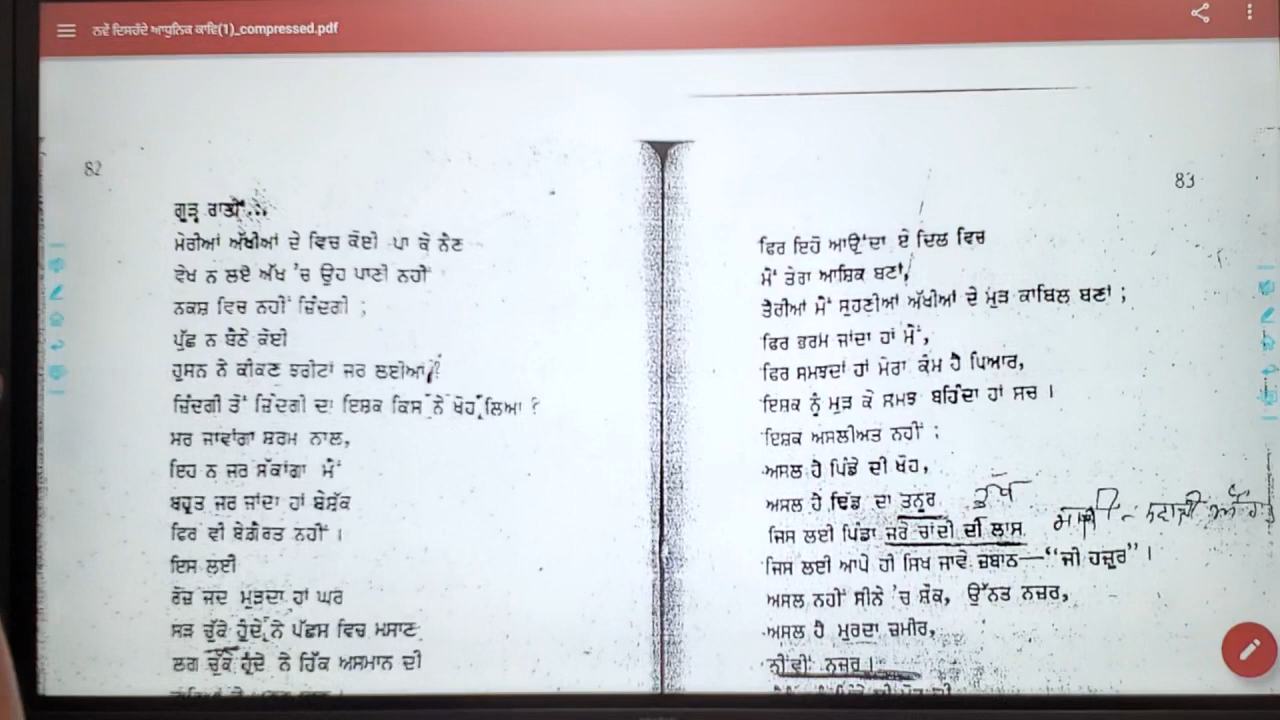 ਨਵੇਂ ਦਿਸਹੱਦੇ ਆਧੁਨਿਕ ਕਾਵਿ(1)_compressed.pdf
82
ਗੂੜ੍ਹ ਰਾਤੀਂ...
ਮੇਰੀਆਂ ਅੱਖੀਆਂ ਦੇ ਵਿਚ ਕੋਈ ਪਾ ਕੇ ਨੈਣ
ਵੇਖ ਨ ਲਏ ਅੱਖ 'ਚ ਉਹ ਪਾਣੀ ਨਹੀਂ
ਨਕਸ਼ ਵਿਚ ਨਹੀਂ ਜ਼ਿੰਦਗੀ ;
ਪੁੱਛ ਨ ਬੈਠੇ ਕੋਈ
ਹੁਸਨ ਨੇ ਕੀਕਣ ਝਰੀਟਾਂ ਜਰ ਲਈਆਂ ?
ਜ਼ਿੰਦਗੀ ਤੋਂ ਜ਼ਿੰਦਗੀ ਦਾ ਇਸ਼ਕ ਕਿਸ ਨੇ ਖੋਹ ਲਿਆ ?
ਮਰ ਜਾਵਾਂਗਾ ਸ਼ਰਮ ਨਾਲ,
ਇਹ ਨ ਜਰ ਸੱਕਾਂਗਾ ਮੈਂ
ਬਹੁਤ ਜਰ ਜਾਂਦਾ ਹਾਂ ਬੇਸ਼ੱਕ
ਫਿਰ ਵੀ ਬੇਗ਼ੈਰਤ ਨਹੀਂ ।
ਇਸ ਲਈ
ਰੋਜ਼ ਜਦ ਮੁੜਦਾ ਹਾਂ ਘਰ
ਸੜ ਚੁੱਕੇ ਹੁੰਦੇ ਨੇ ਪੱਛਮ ਵਿਚ ਮਸਾਣ
ਲਗ ਚੁੱਕੇ ਹੁੰਦੇ ਨੇ ਹਿੱਕ ਅਸਮਾਨ ਦੀ
83
ਫਿਰ ਇਹੋ ਆਉਂਦਾ ਏ ਦਿਲ ਵਿਚ
ਮੈਂ ਤੇਰਾ ਆਸ਼ਿਕ ਬਣਾਂ,
ਤੇਰੀਆਂ ਮੈਂ ਸੁਹਣੀਆਂ ਅੱਖੀਆਂ ਦੇ ਮੁੜ ਕਾਬਿਲ ਬਣਾਂ ;
ਫਿਰ ਭਰਮ ਜਾਂਦਾ ਹਾਂ ਮੈਂ,
ਫਿਰ ਸਮਝਦਾਂ ਹਾਂ ਮੇਰਾ ਕੰਮ ਹੈ ਪਿਆਰ,
ਇਸ਼ਕ ਨੂੰ ਮੁੜ ਕੇ ਸਮਝ ਬਹਿੰਦਾ ਹਾਂ ਸਚ ।
ਇਸ਼ਕ ਅਸਲੀਅਤ ਨਹੀਂ ;
ਅਸਲ ਹੈ ਪਿੰਡੇ ਦੀ ਖੋਹ,
ਅਸਲ ਹੈ ਢਿੱਡ ਦਾ ਤਨੂਰ ਭੁੱਖ
ਜਿਸ ਲਈ ਪਿੰਡਾ ਜਰੇ ਚਾਂਦੀ ਦੀ ਲਾਸ
ਜਿਸ ਲਈ ਆਪੇ ਹੀ ਸਿਖ ਜਾਵੇ ਜ਼ਬਾਨ—“ਜੀ ਹਜ਼ੂਰ” ।
ਅਸਲ ਨਹੀਂ ਸੀਨੇ 'ਚ ਸ਼ੌਕ, ਉੱਨਤ ਨਜ਼ਰ,
ਅਸਲ ਹੈ ਮੁਰਦਾ ਜ਼ਮੀਰ,
ਨੀਵੀਂ ਨਜ਼ਰ ।